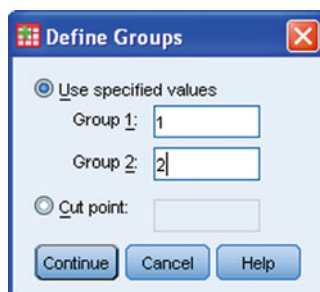 Define Groups
Use specified values
Group 1: 1
Group 2: 2
Cut point:
Continue Cancel Help